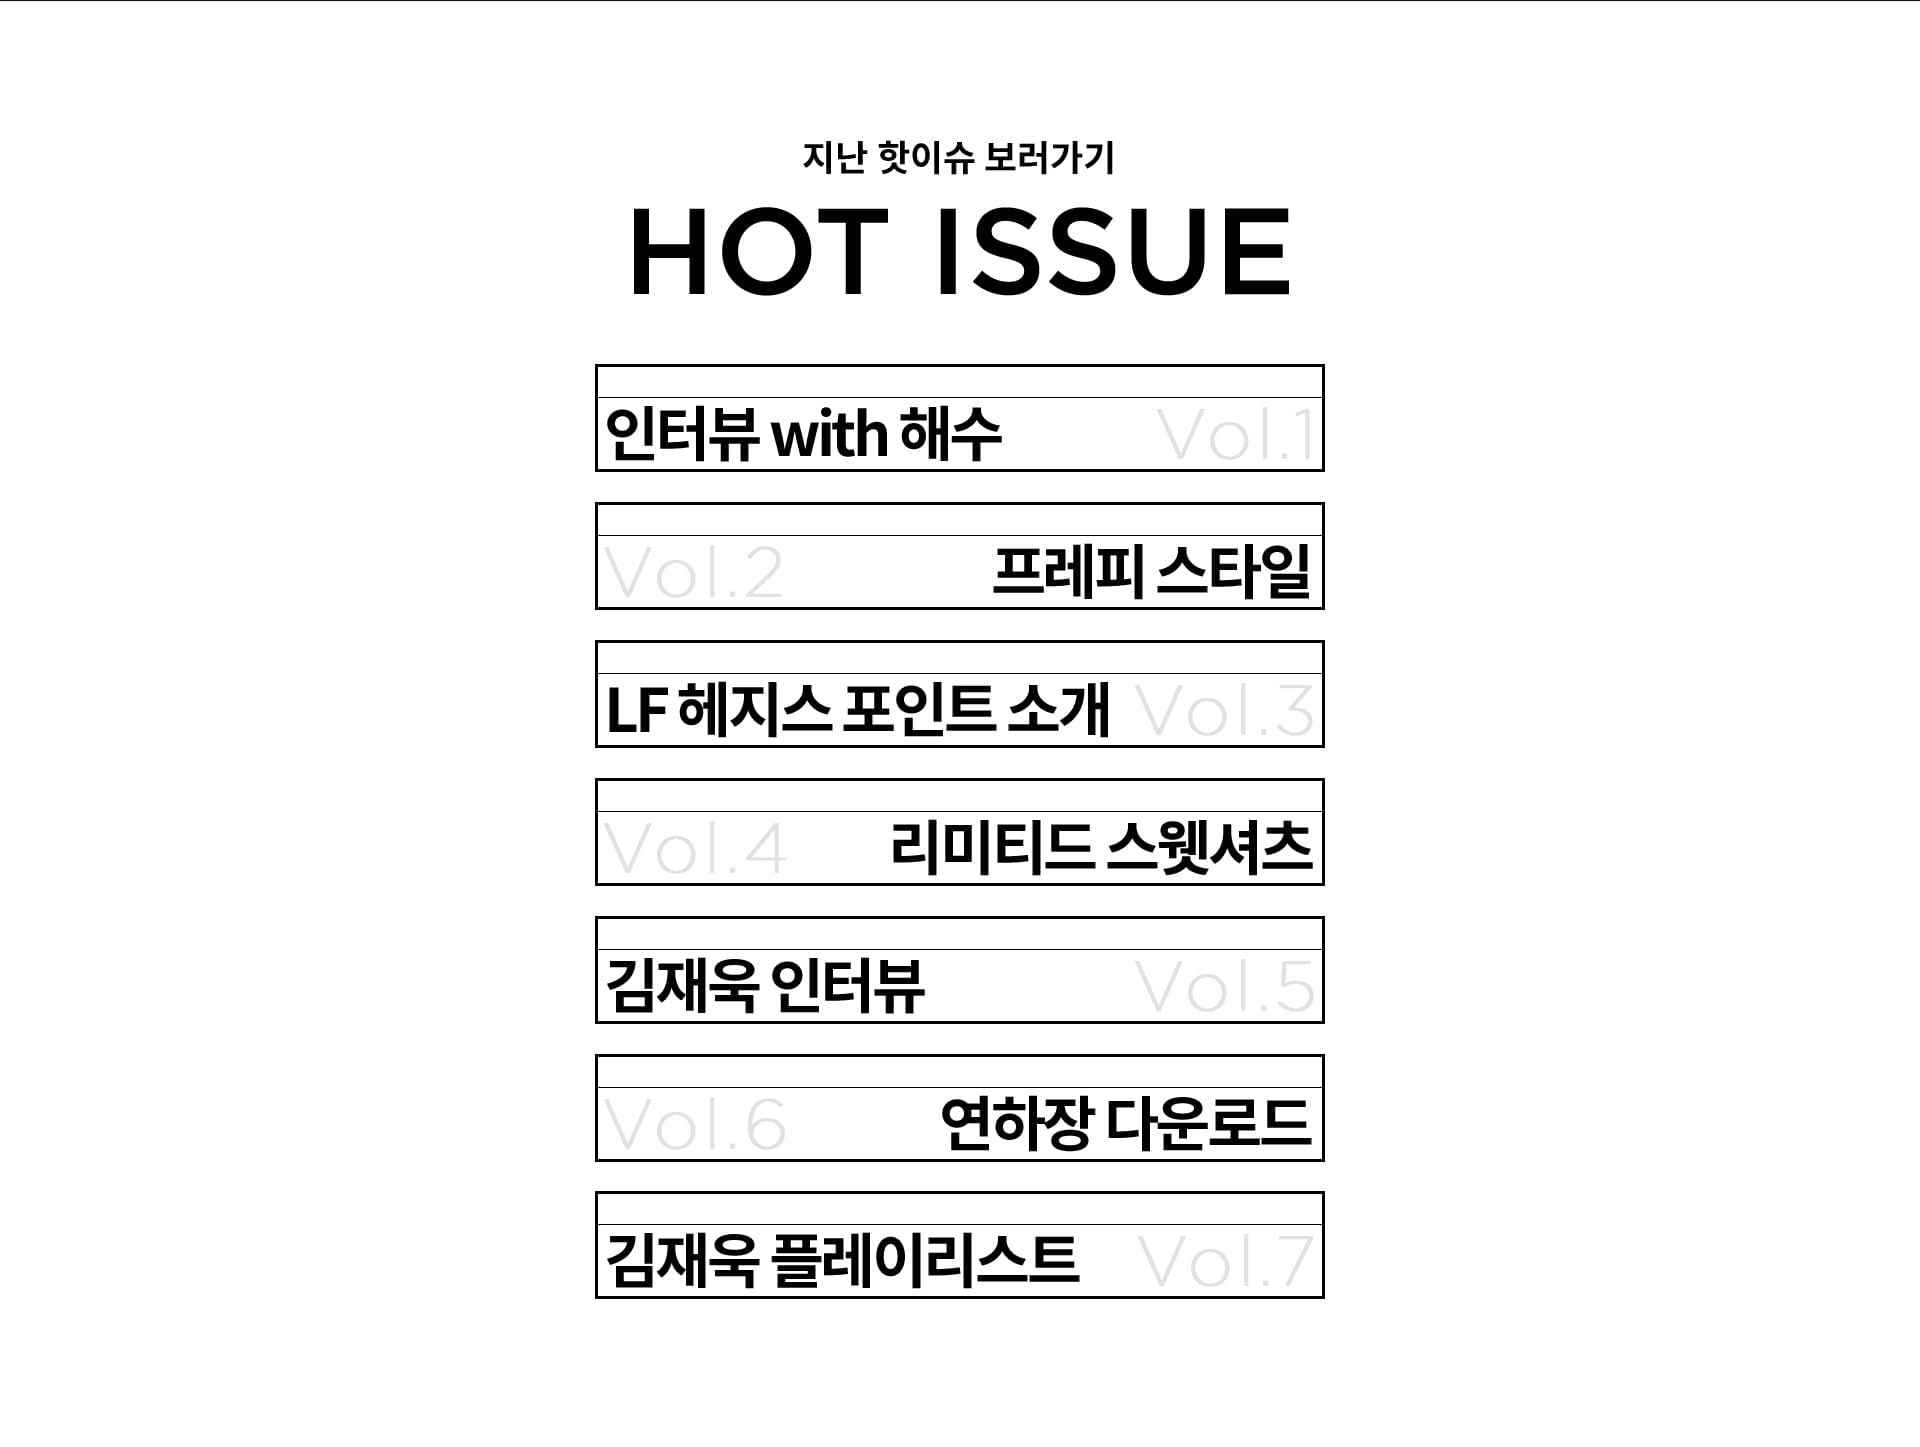 지난 핫이슈 보러가기
HOT ISSUE
인터뷰 with 해수 Vol.1
Vol.2 프레피 스타일
LF 헤지스 포인트 소개 Vol.3
Vol.4 리미티드 스웻셔츠
김재욱 인터뷰 Vol.5
Vol.6 연하장 다운로드
김재욱 플레이리스트 Vol.7